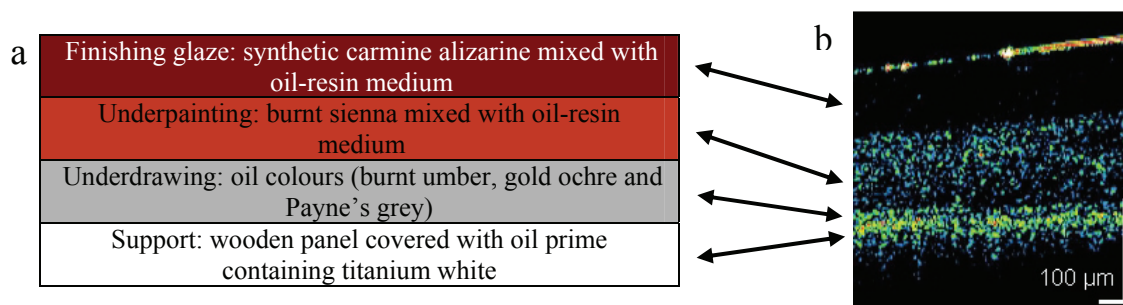 a
Finishing glaze: synthetic carmine alizarine mixed with
oil-resin medium
Underpainting: burnt sienna mixed with oil-resin
medium
Underdrawing: oil colours (burnt umber, gold ochre and
Payne’s grey)
Support: wooden panel covered with oil prime
containing titanium white
b
100 µm